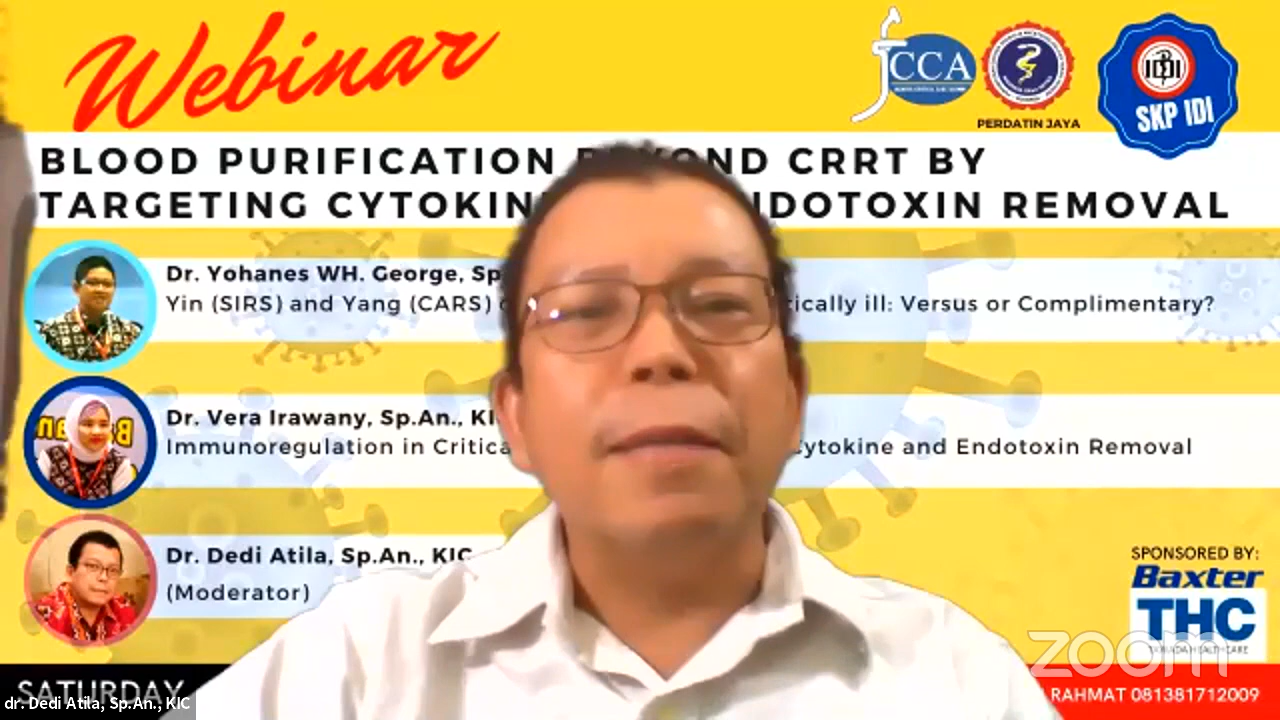 Webinar
JCCA
PERDATIN JAYA
IDI
SKP IDI
BLOOD PURIFICATION BEYOND CRRT BY
TARGETING CYTOKIN DOTOXIN REMOVAL
Dr. Yohanes WH. George, Sp
Yin (SIRS) and Yang (CARS) tically ill: Versus or Complimentary?
Dr. Vera Irawany, Sp.An., KI
Immunoregulation in Critica Cytokine and Endotoxin Removal
Dr. Dedi Atila, Sp.An., KIC
(Moderator)
SPONSORED BY:
Baxter
THC
zoom
SATURDAY
RAHMAT 081381712009
dr. Dedi Atila, Sp.An., KIC